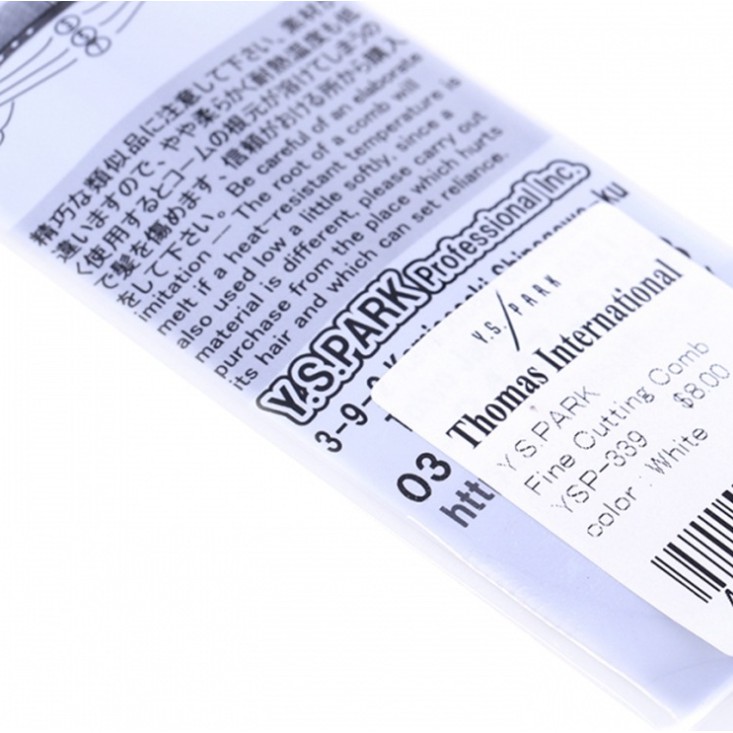 精巧な類似品に注意して下さい。素材
違いますので、やや柔らかく耐熱温度も低
く使用するとコームの根元が溶けてしまうの
で髪を傷めます、信頼がおける所から購入
をして下さい。 Be careful of an elaborate
imitation — The root of a comb will
melt if a heat-resistant temperature is
also used low a little softly, since a
material is different, please carry out
purchase from the place which hurts
its hair and which can set reliance.
Y.S.PARK Professional Inc.
3-9-
03
htt
Y.S./PARK
Thomas International
Y.S.PARK
Fine Cutting Comb
YSP-339 $8.00
color : White